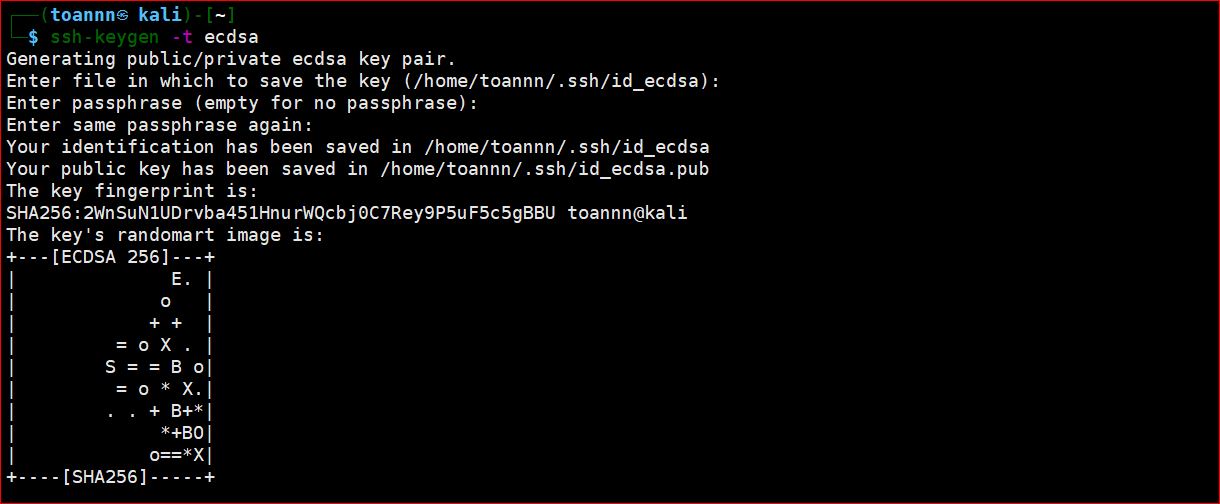 ┌──(toannn㉿kali)-[~]
└─$ ssh-keygen -t ecdsa
Generating public/private ecdsa key pair.
Enter file in which to save the key (/home/toannn/.ssh/id_ecdsa):
Enter passphrase (empty for no passphrase):
Enter same passphrase again:
Your identification has been saved in /home/toannn/.ssh/id_ecdsa
Your public key has been saved in /home/toannn/.ssh/id_ecdsa.pub
The key fingerprint is:
SHA256:2WnSuN1UDrvba451HnurWQcbj0C7Rey9P5uF5c5gBBU toannn@kali
The key's randomart image is:
+---[ECDSA 256]---+
|              E. |
|             o   |
|            + +  |
|         = o X . |
|        S = = B o|
|         = o * X.|
|        . . + B+*|
|             *+BO|
|            o==*X|
+----[SHA256]-----+